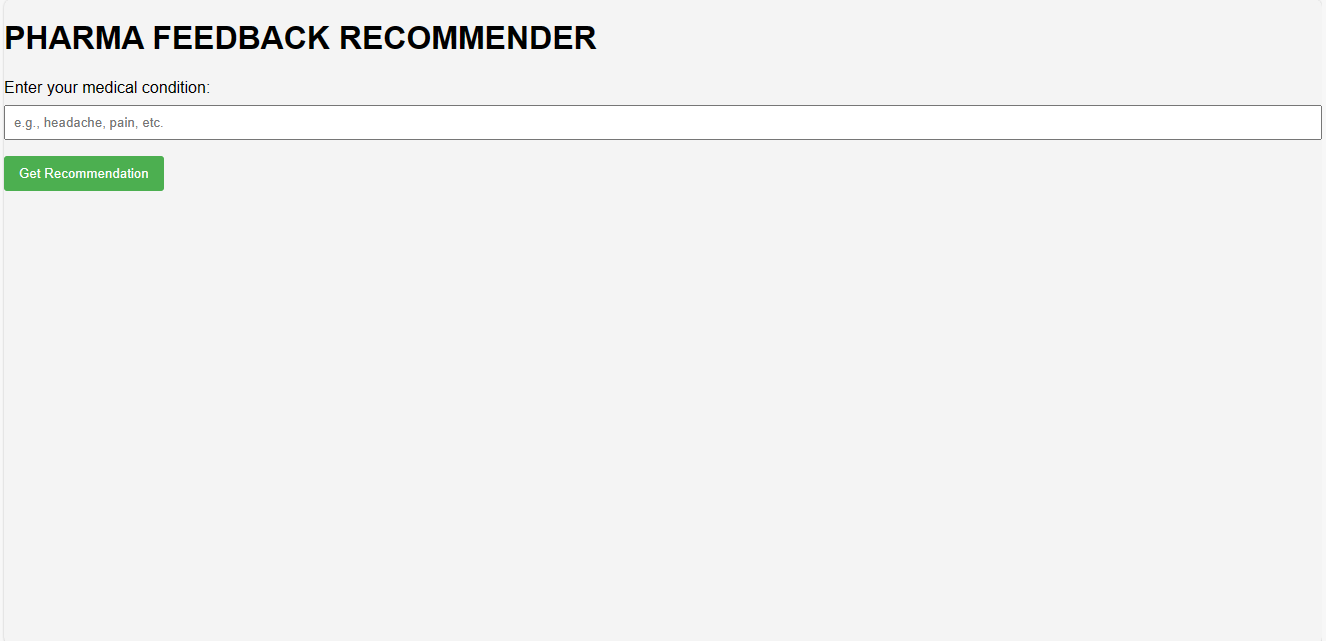 PHARMA FEEDBACK RECOMMENDER
Enter your medical condition:
e.g., headache, pain, etc.
Get Recommendation